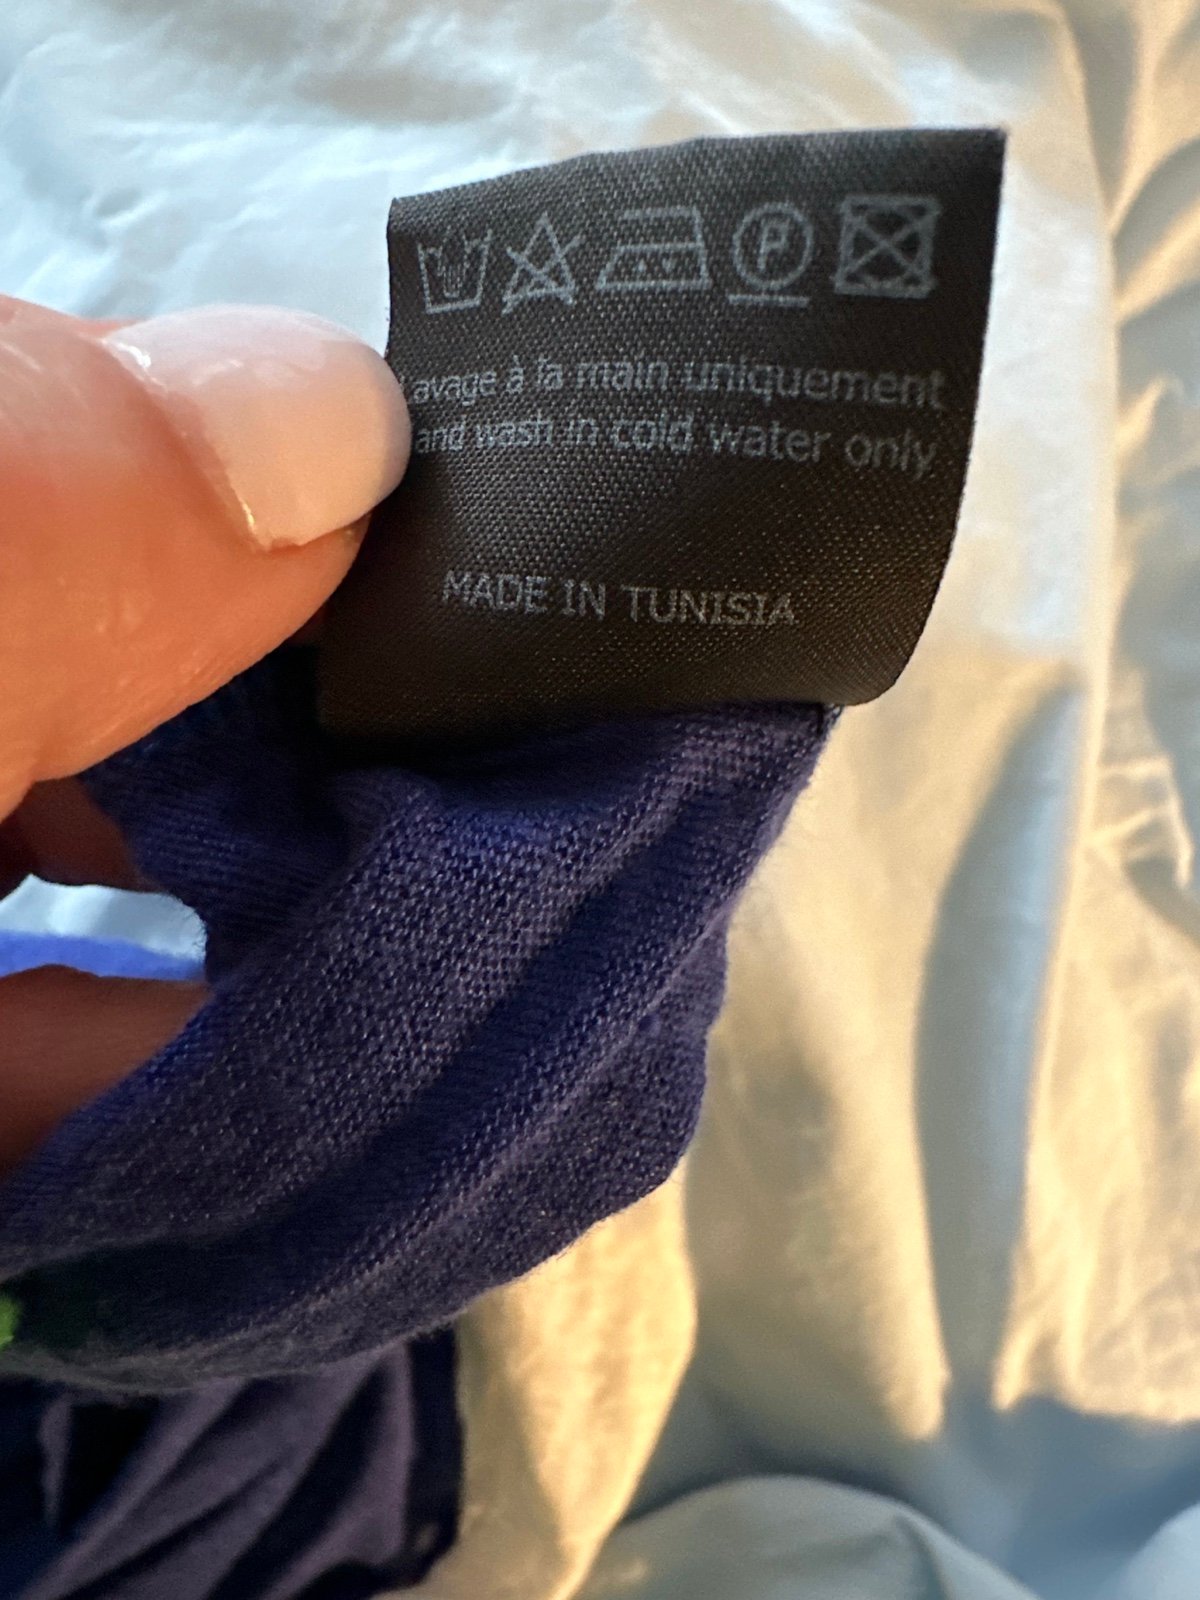 P
avage à la main uniquement
and wash in cold water only
MADE IN TUNISIA